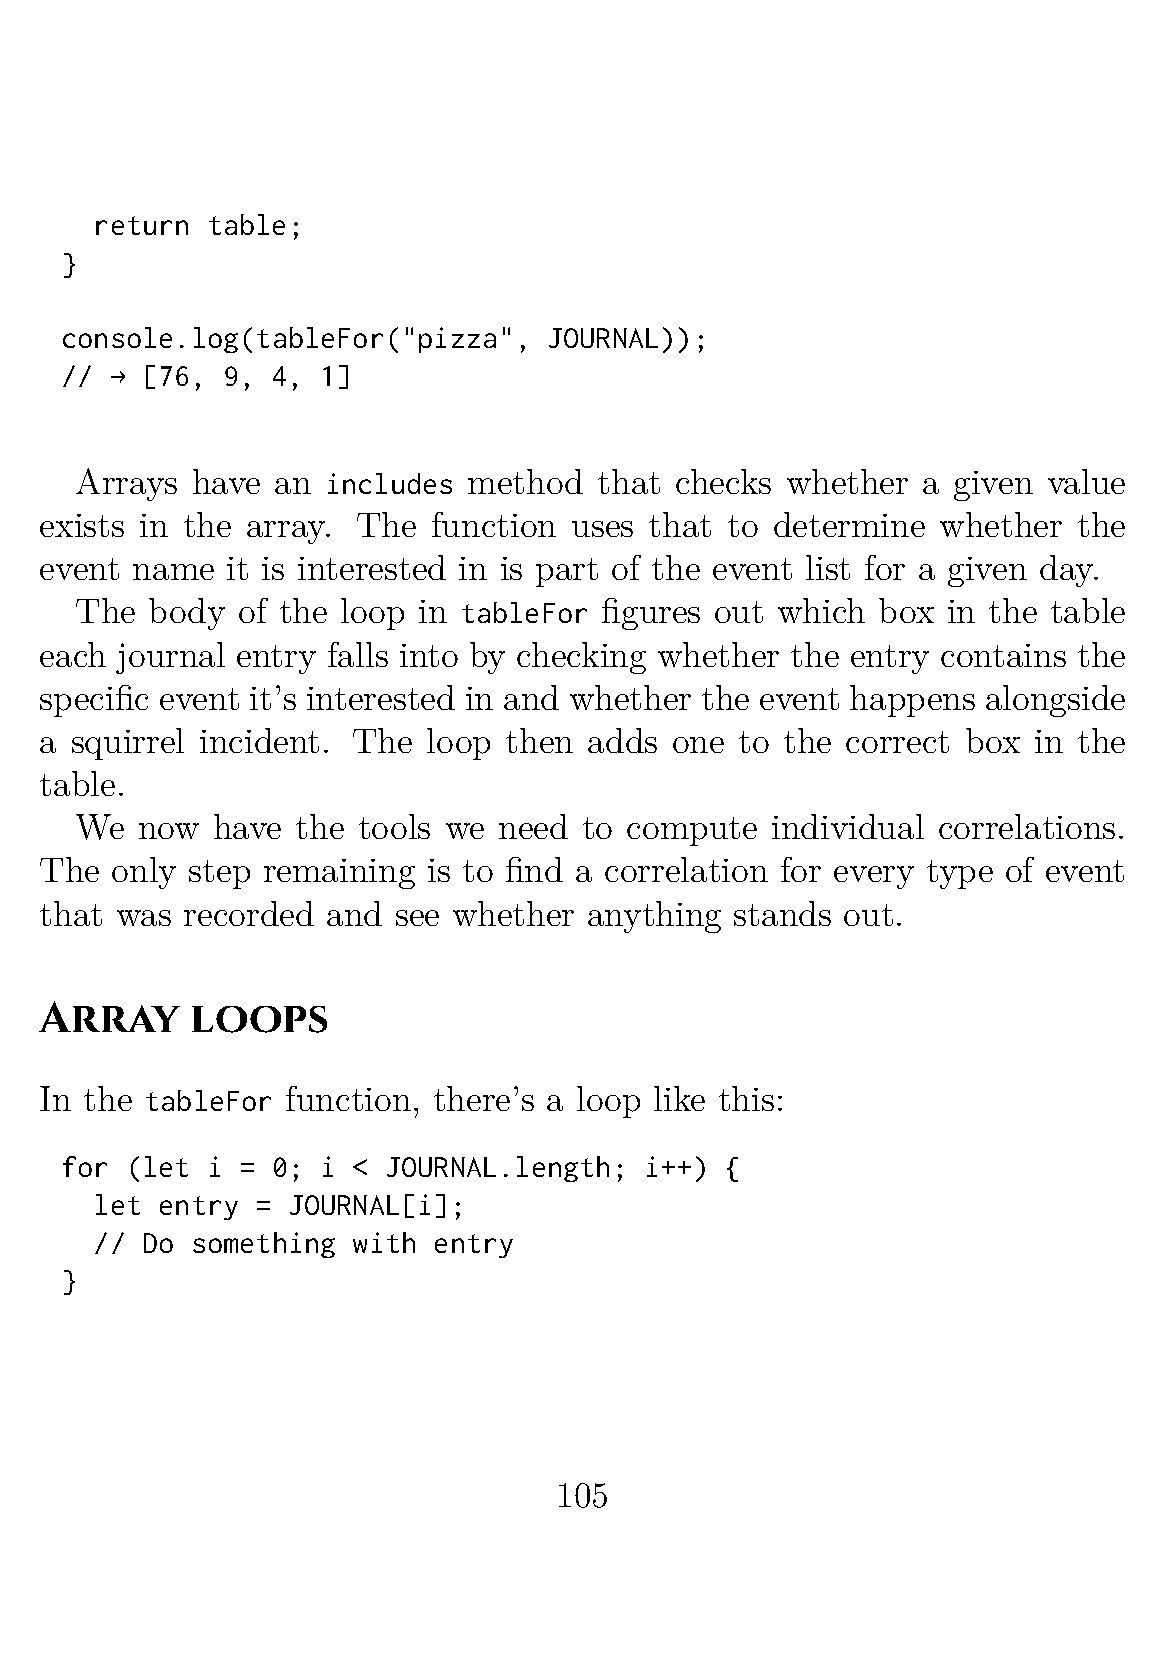 return table;
}
console.log(tableFor("pizza", JOURNAL));
// → [76, 9, 4, 1]
Arrays have an includes method that checks whether a given value
exists in the array. The function uses that to determine whether the
event name it is interested in is part of the event list for a given day.
The body of the loop in tableFor figures out which box in the table
each journal entry falls into by checking whether the entry contains the
specific event it's interested in and whether the event happens alongside
a squirrel incident. The loop then adds one to the correct box in the
table.
We now have the tools we need to compute individual correlations.
The only step remaining is to find a correlation for every type of event
that was recorded and see whether anything stands out.
Array loops
In the tableFor function, there's a loop like this:
for (let i = 0; i < JOURNAL.length; i++) {
  let entry = JOURNAL[i];
  // Do something with entry
}
105